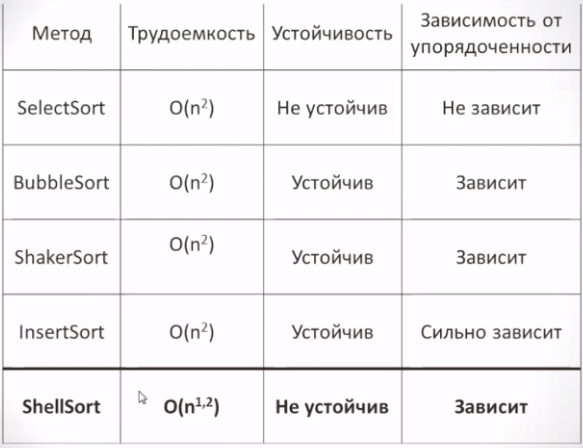 Метод Трудоемкость Устойчивость Зависимость от упорядоченности
SelectSort O(n²) Не устойчив Не зависит
BubbleSort O(n²) Устойчив Зависит
ShakerSort O(n²) Устойчив Зависит
InsertSort O(n²) Устойчив Сильно зависит
ShellSort O(n¹,²) Не устойчив Зависит